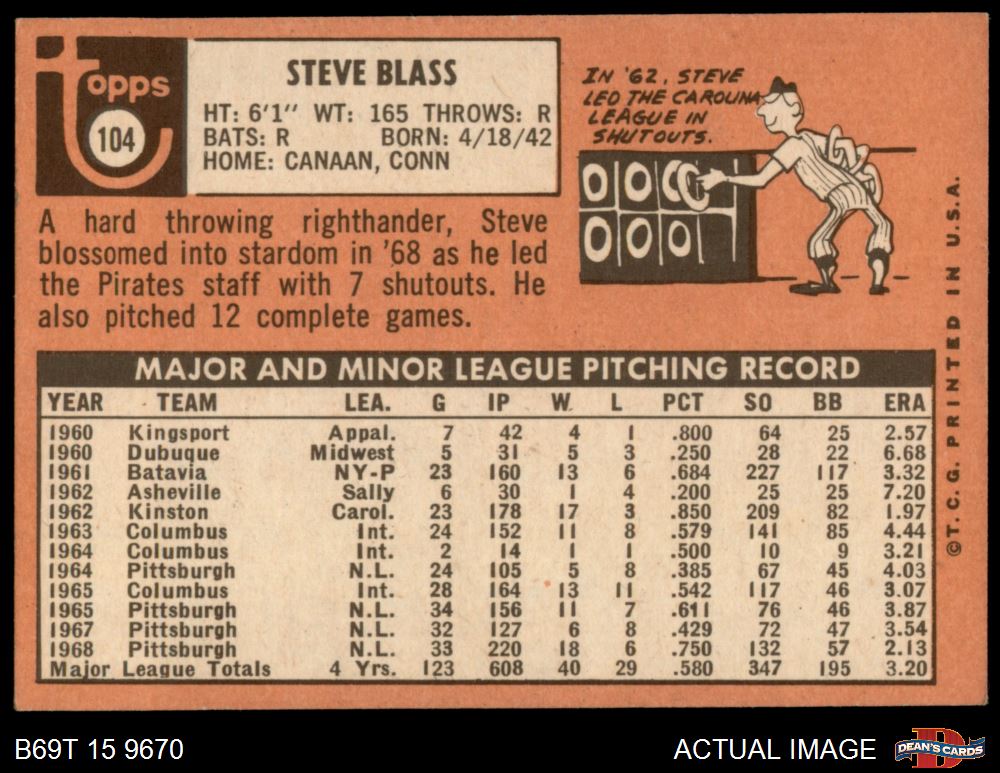 topps
104
STEVE BLASS
HT: 6'1" WT: 165 THROWS: R
BATS: R BORN: 4/18/42
HOME: CANAAN, CONN
A hard throwing righthander, Steve
blossomed into stardom in '68 as he led
the Pirates staff with 7 shutouts. He
also pitched 12 complete games.
IN '62, STEVE
LED THE CAROLINA
LEAGUE IN
SHUTOUTS.
0 0 0 0
0 0 0
MAJOR AND MINOR LEAGUE PITCHING RECORD
YEAR TEAM LEA. G IP W L PCT SO BB ERA
1960 Kingsport Appal. 7 42 4 1 .800 64 25 2.57
1960 Dubuque Midwest 5 31 5 3 .250 28 22 6.68
1961 Batavia NY-P 23 160 13 6 .684 227 117 3.32
1962 Asheville Sally 6 30 1 4 .200 25 25 7.20
1962 Kinston Carol. 23 178 17 3 .850 209 82 1.97
1963 Columbus Int. 24 152 11 8 .579 141 85 4.44
1964 Columbus Int. 2 14 1 1 .500 10 9 3.21
1964 Pittsburgh N.L. 24 105 5 8 .385 67 45 4.03
1965 Columbus Int. 28 164 13 11 .542 117 46 3.07
1965 Pittsburgh N.L. 34 156 11 7 .611 76 46 3.87
1967 Pittsburgh N.L. 32 127 6 8 .429 72 47 3.54
1968 Pittsburgh N.L. 33 220 18 6 .750 132 57 2.13
Major League Totals 4 Yrs. 123 608 40 29 .580 347 195 3.20
© T. C. G. PRINTED IN U.S.A.
B69T 15 9670
ACTUAL IMAGE
D
DEAN'S CARDS